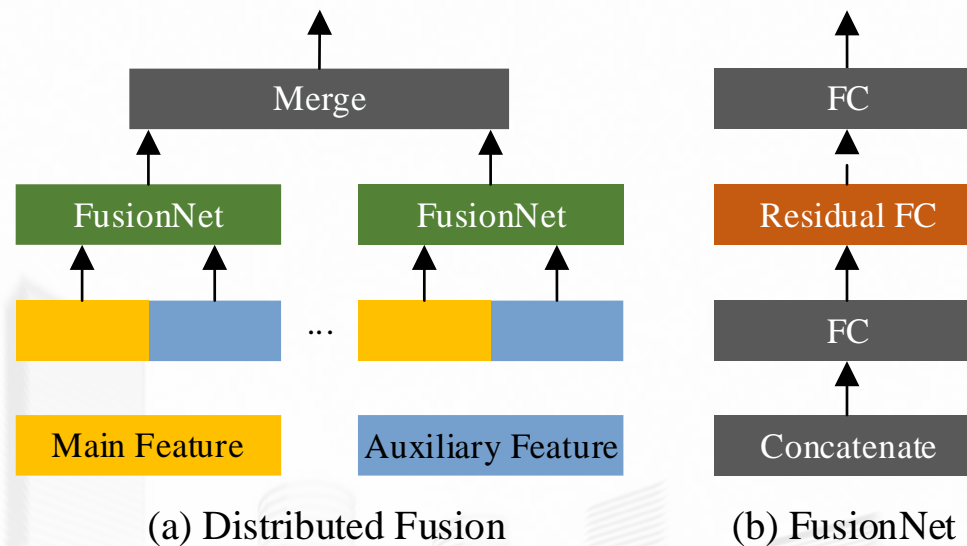 Merge
FusionNet
FusionNet
...
Main Feature
Auxiliary Feature
(a) Distributed Fusion
FC
Residual FC
FC
Concatenate
(b) FusionNet